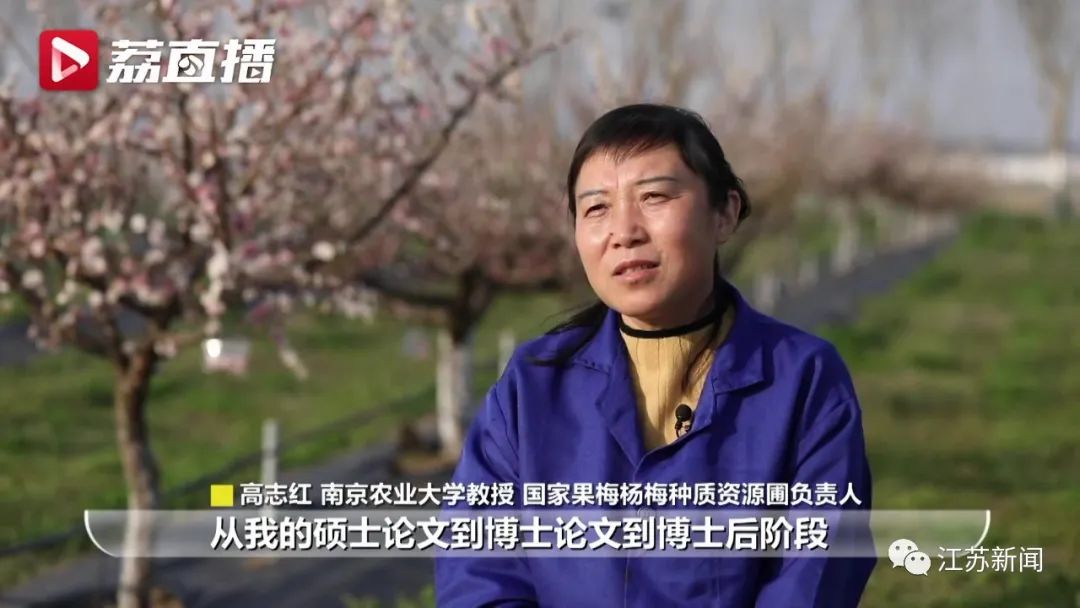 荔直播
高志红 南京农业大学教授 国家果梅杨梅种质资源圃负责人
从我的硕士论文到博士论文到博士后阶段
江苏新闻